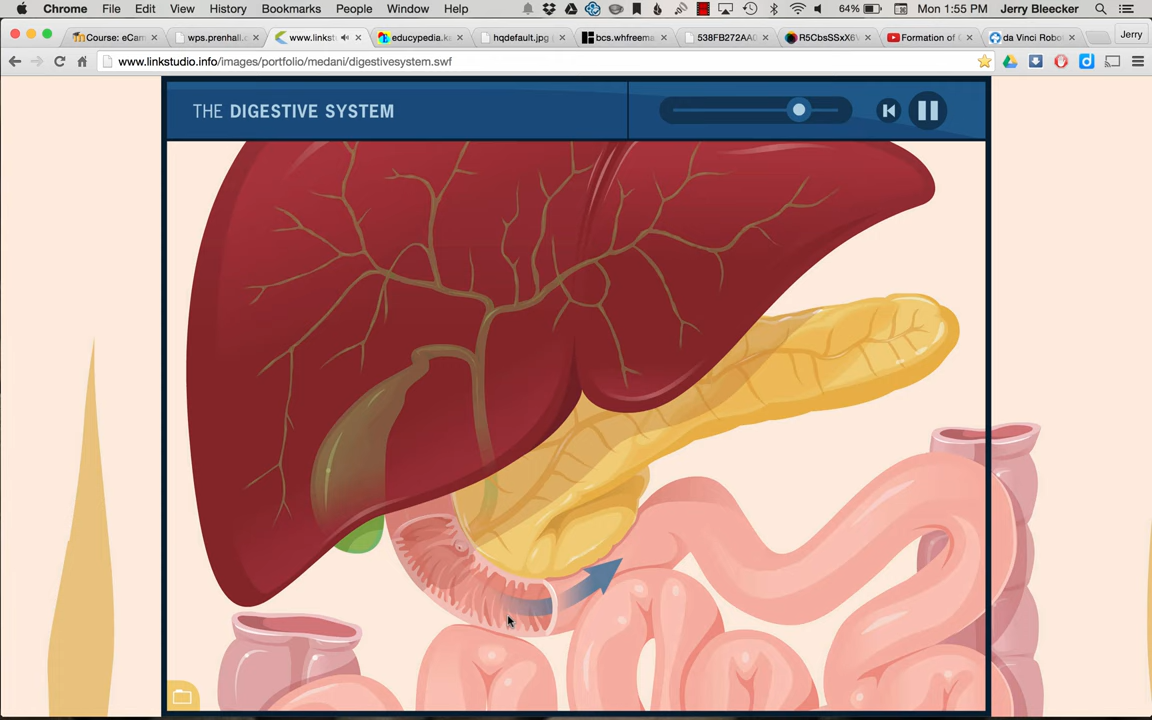 Chrome File Edit View History Bookmarks People Window Help 64% Mon 1:55 PM Jerry Bleecker
Course: eCam wps.prenhall. www.linkst educypedia.k hqdefault.jpg ( bcs.whfreema 538FB272AA0 R5CbsSSxX6V Formation of C da Vinci Robo Jerry
www.linkstudio.info/images/portfolio/medani/digestivesystem.swf
THE DIGESTIVE SYSTEM